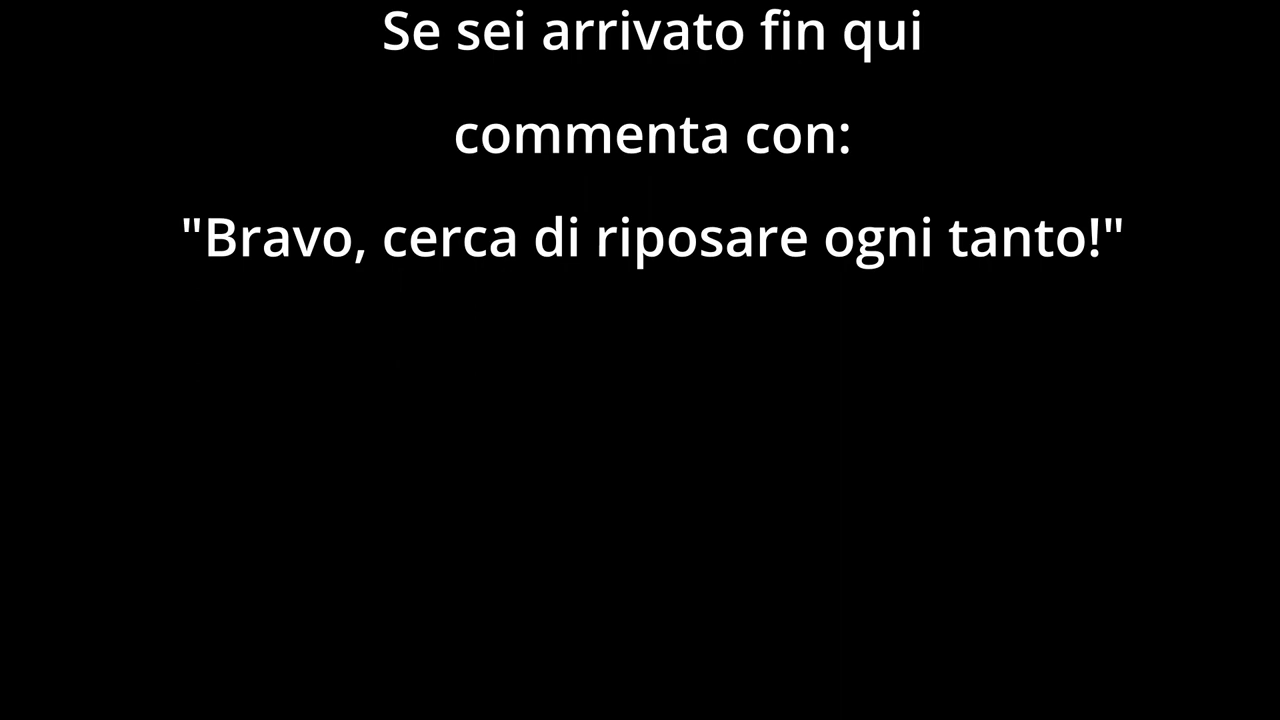 Se sei arrivato fin qui
commenta con:
"Bravo, cerca di riposare ogni tanto!"